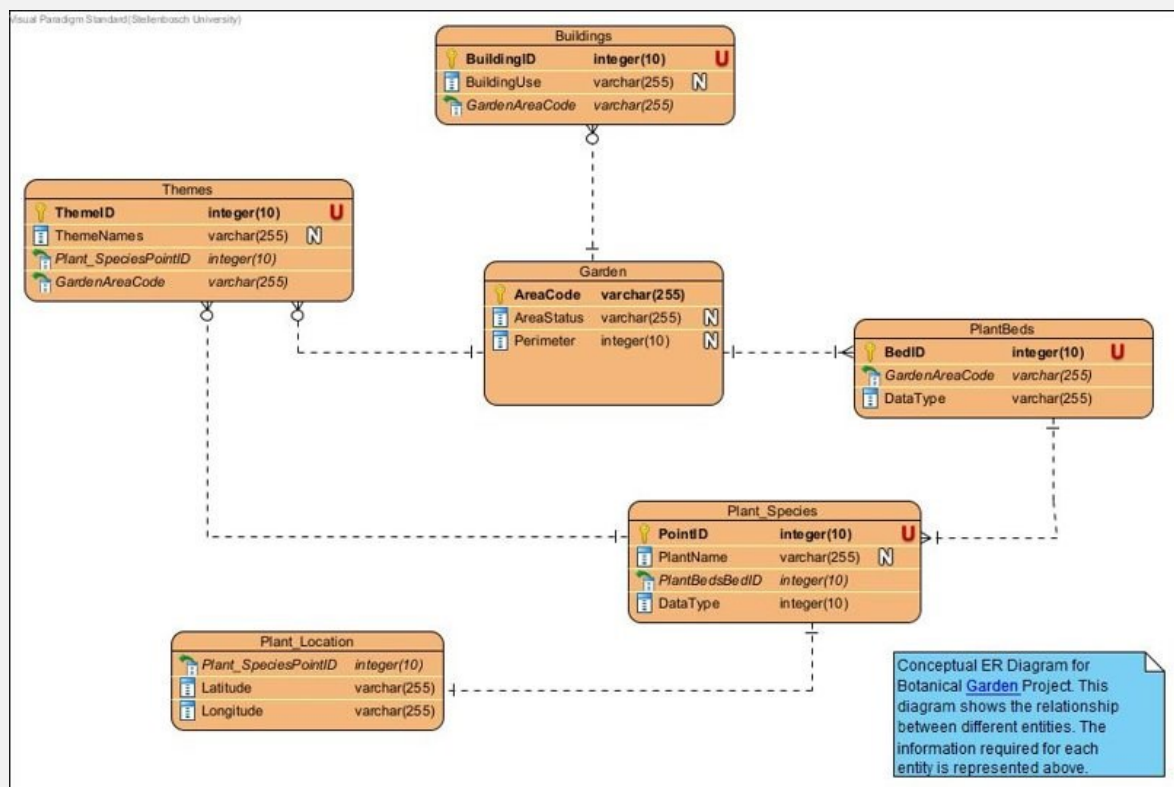 Visual Paradigm Standard(Stellenbosch University)
Buildings
BuildingID integer(10) U
BuildingUse varchar(255) N
GardenAreaCode varchar(255)
Themes
ThemeID integer(10) U
ThemeNames varchar(255) N
Plant_SpeciesPointID integer(10)
GardenAreaCode varchar(255)
Garden
AreaCode varchar(255)
AreaStatus varchar(255) N
Perimeter integer(10) N
PlantBeds
BedID integer(10) U
GardenAreaCode varchar(255)
DataType varchar(255)
Plant_Species
PointID integer(10) U
PlantName varchar(255) N
PlantBedsBedID integer(10)
DataType integer(10)
Plant_Location
Plant_SpeciesPointID integer(10)
Latitude varchar(255)
Longitude varchar(255)
Conceptual ER Diagram for
Botanical Garden Project. This
diagram shows the relationship
between different entities. The
information required for each
entity is represented above.